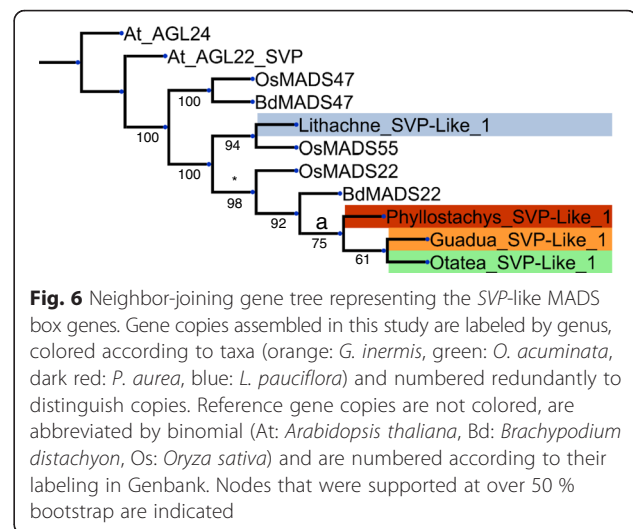 At_AGL24
At_AGL22_SVP
OsMADS47
100
BdMADS47
Lithachne_SVP-Like_1
100
94
OsMADS55
100
*
OsMADS22
98
BdMADS22
92
a
Phyllostachys_SVP-Like_1
75
Guadua_SVP-Like_1
61
Otatea_SVP-Like_1
Fig. 6 Neighbor-joining gene tree representing the SVP-like MADS
box genes. Gene copies assembled in this study are labeled by genus,
colored according to taxa (orange: G. inermis, green: O. acuminata,
dark red: P. aurea, blue: L. pauciflora) and numbered redundantly to
distinguish copies. Reference gene copies are not colored, are
abbreviated by binomial (At: Arabidopsis thaliana, Bd: Brachypodium
distachyon, Os: Oryza sativa) and are numbered according to their
labeling in Genbank. Nodes that were supported at over 50 %
bootstrap are indicated